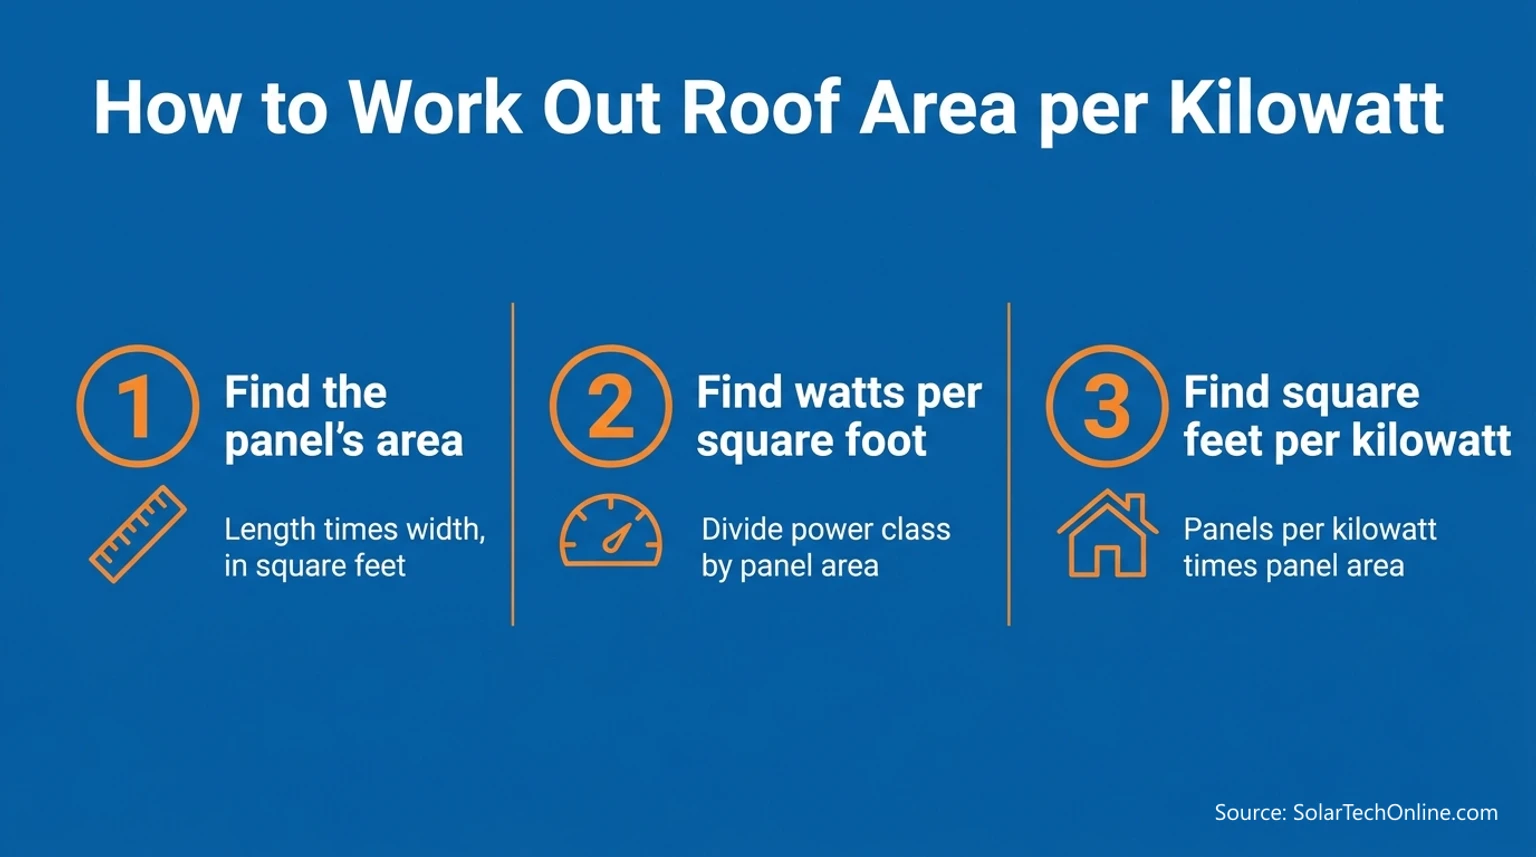 How to Work Out Roof Area per Kilowatt
1
Find the
panel's area
Length times width,
in square feet
2
Find watts per
square foot
Divide power class
by panel area
3
Find square
feet per kilowatt
Panels per kilowatt
times panel area
Source: SolarTechOnline.com